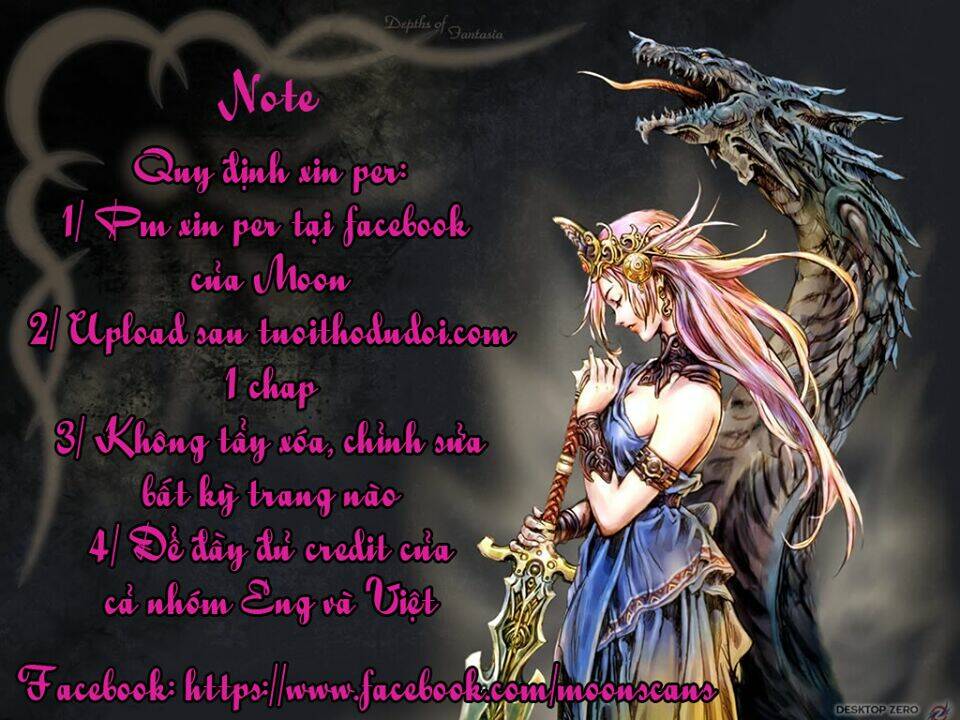 Depths of
Fantasia
Note
Quy định xin per:
1/ Pm xin per tại facebook
của Moon
2/ Upload sau tuoithodudoi.com
1 chap
3/ Không tẩy xóa, chỉnh sửa
bất kỳ trang nào
4/ Để đầy đủ credit của
cả nhóm Eng và Việt
Facebook: https://www.facebook.com/moonscans
DESKTOP ZERO